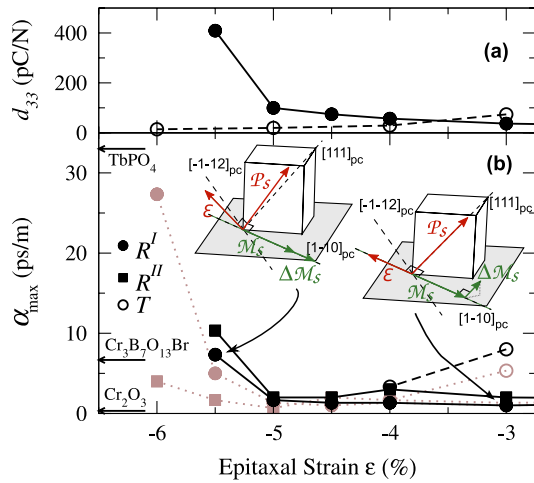 400
200
0
d33 (pC/N)
(a)
TbPO4
30
20
10
5
0
αmax (ps/m)
(b)
[-1-12]pc
[111]pc
Ps
ε
Ms
[1-10]pc
ΔMs
[-1-12]pc
[111]pc
Ps
ε
Ms
ΔMs
[1-10]pc
R^I
R^II
T
Cr3B7O13Br
Cr2O3
-6
-5
-4
-3
Epitaxal Strain ε (%)